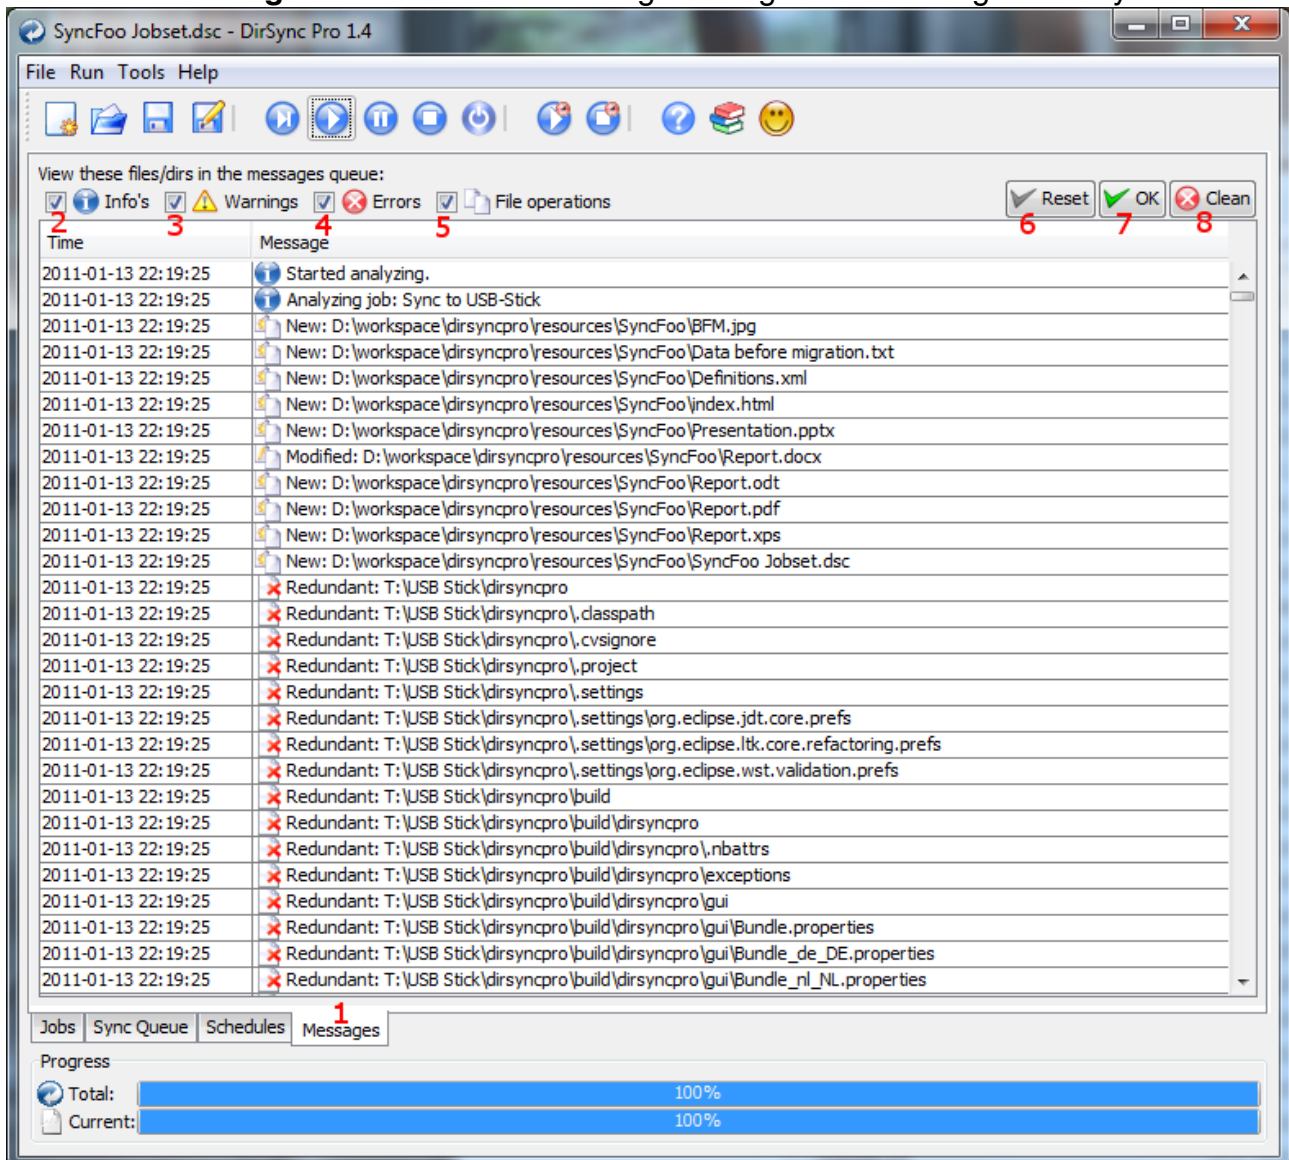 SyncFoo Jobset.dsc - DirSync Pro 1.4
File Run Tools Help
View these files/dirs in the messages queue:
Info's Warnings Errors File operations Reset OK Clean
2 3 4 5 6 7 8
Time Message
2011-01-13 22:19:25 Started analyzing.
2011-01-13 22:19:25 Analyzing job: Sync to USB-Stick
2011-01-13 22:19:25 New: D:\workspace\dirsyncpro\resources\SyncFoo\BFM.jpg
2011-01-13 22:19:25 New: D:\workspace\dirsyncpro\resources\SyncFoo\Data before migration.txt
2011-01-13 22:19:25 New: D:\workspace\dirsyncpro\resources\SyncFoo\Definitions.xml
2011-01-13 22:19:25 New: D:\workspace\dirsyncpro\resources\SyncFoo\index.html
2011-01-13 22:19:25 New: D:\workspace\dirsyncpro\resources\SyncFoo\Presentation.pptx
2011-01-13 22:19:25 Modified: D:\workspace\dirsyncpro\resources\SyncFoo\Report.docx
2011-01-13 22:19:25 New: D:\workspace\dirsyncpro\resources\SyncFoo\Report.odt
2011-01-13 22:19:25 New: D:\workspace\dirsyncpro\resources\SyncFoo\Report.pdf
2011-01-13 22:19:25 New: D:\workspace\dirsyncpro\resources\SyncFoo\Report.xps
2011-01-13 22:19:25 New: D:\workspace\dirsyncpro\resources\SyncFoo\SyncFoo Jobset.dsc
2011-01-13 22:19:25 Redundant: T:\USB Stick\dirsyncpro
2011-01-13 22:19:25 Redundant: T:\USB Stick\dirsyncpro\.classpath
2011-01-13 22:19:25 Redundant: T:\USB Stick\dirsyncpro\.cvsignore
2011-01-13 22:19:25 Redundant: T:\USB Stick\dirsyncpro\.project
2011-01-13 22:19:25 Redundant: T:\USB Stick\dirsyncpro\.settings
2011-01-13 22:19:25 Redundant: T:\USB Stick\dirsyncpro\.settings\org.eclipse.jdt.core.prefs
2011-01-13 22:19:25 Redundant: T:\USB Stick\dirsyncpro\.settings\org.eclipse.ltk.core.refactoring.prefs
2011-01-13 22:19:25 Redundant: T:\USB Stick\dirsyncpro\.settings\org.eclipse.wst.validation.prefs
2011-01-13 22:19:25 Redundant: T:\USB Stick\dirsyncpro\build
2011-01-13 22:19:25 Redundant: T:\USB Stick\dirsyncpro\build\dirsyncpro
2011-01-13 22:19:25 Redundant: T:\USB Stick\dirsyncpro\build\dirsyncpro\.nbattrs
2011-01-13 22:19:25 Redundant: T:\USB Stick\dirsyncpro\build\dirsyncpro\exceptions
2011-01-13 22:19:25 Redundant: T:\USB Stick\dirsyncpro\build\dirsyncpro\gui
2011-01-13 22:19:25 Redundant: T:\USB Stick\dirsyncpro\build\dirsyncpro\gui\Bundle.properties
2011-01-13 22:19:25 Redundant: T:\USB Stick\dirsyncpro\build\dirsyncpro\gui\Bundle_de_DE.properties
2011-01-13 22:19:25 Redundant: T:\USB Stick\dirsyncpro\build\dirsyncpro\gui\Bundle_nl_NL.properties
1
Jobs Sync Queue Schedules Messages
Progress
Total: 100%
Current: 100%